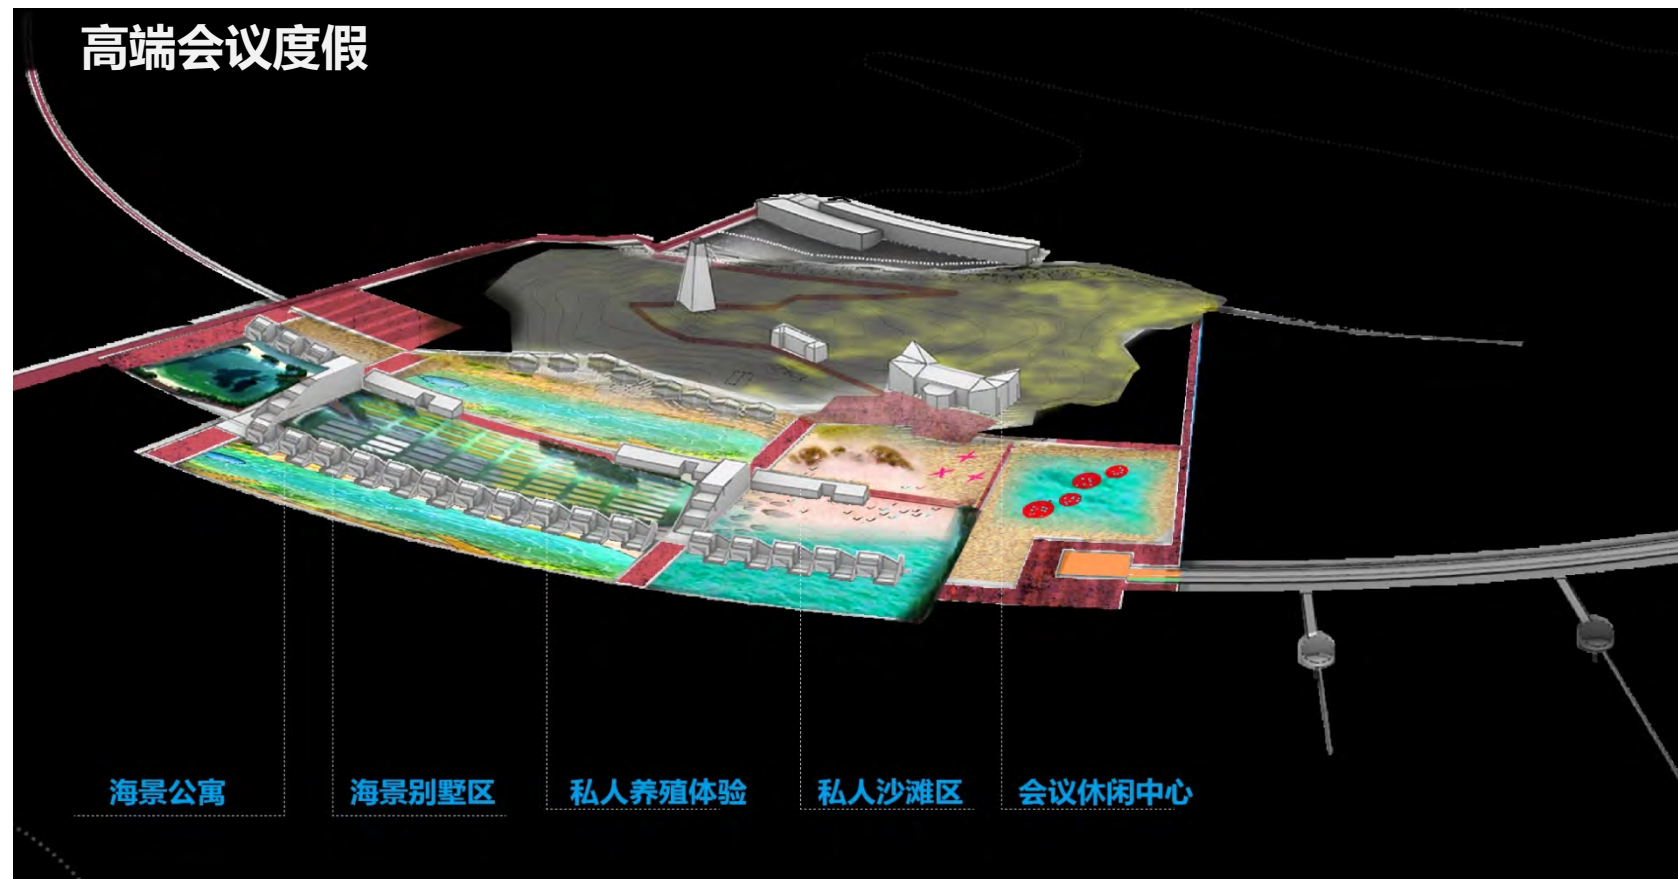 高端会议度假
海景公寓
海景别墅区
私人养殖体验
私人沙滩区
会议休闲中心